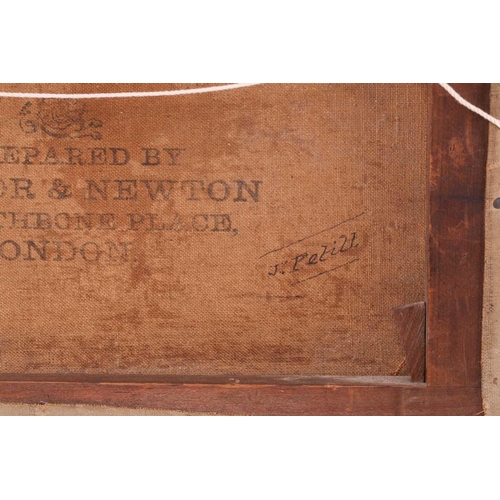 EPARED BY
OR & NEWTON
THBONE PLACE,
ONDON
J. Petill